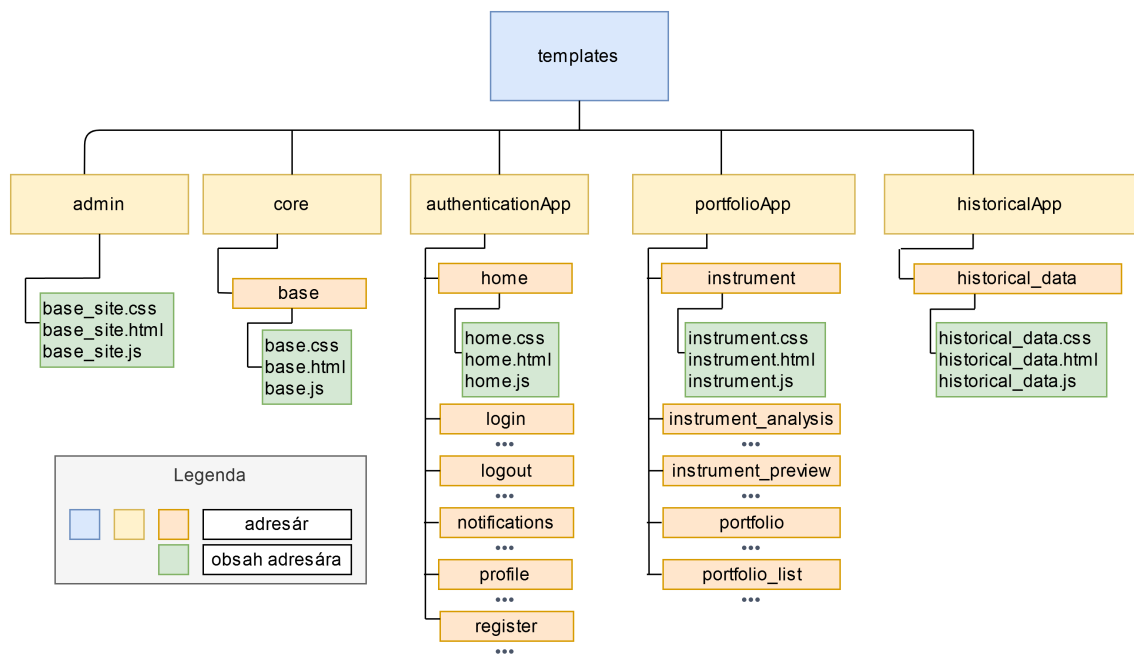 templates
admin
core
authenticationApp
portfolioApp
historicalApp
base_site.css
base_site.html
base_site.js
base
base.css
base.html
base.js
home
home.css
home.html
home.js
login
•••
logout
•••
notifications
•••
profile
•••
register
•••
instrument
instrument.css
instrument.html
instrument.js
instrument_analysis
•••
instrument_preview
•••
portfolio
•••
portfolio_list
•••
historical_data
historical_data.css
historical_data.html
historical_data.js
Legenda
adresár
obsah adresára